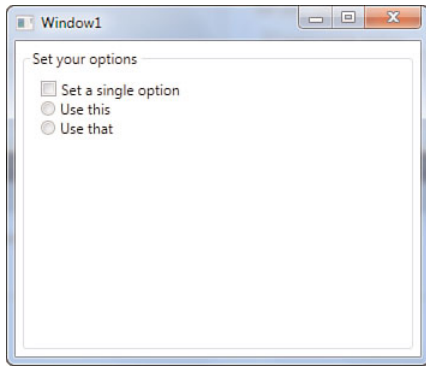 Window1
Set your options
Set a single option
Use this
Use that